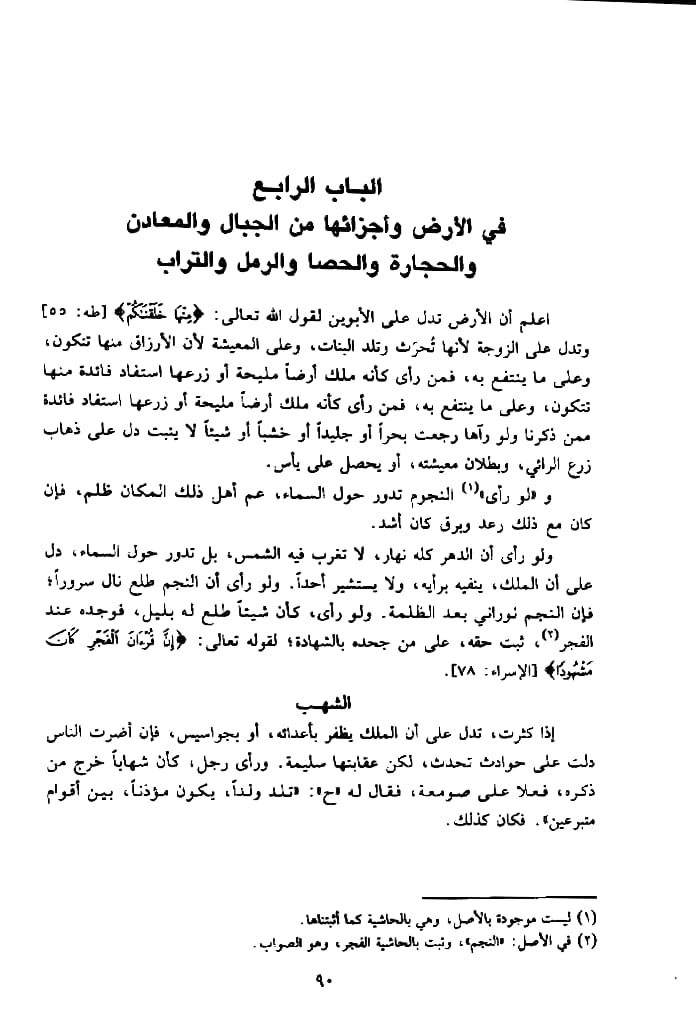 الباب الرابع
في الأرض وأجزائها من الجبال والمعادن
والحجارة والحصا والرمل والتراب
اعلم أن الأرض تدل على الأبوين لقول الله تعالى: ﴿مِنْهَا خَلَقْنَٰكُمْ﴾ [طه: ٥٥]
وتدل على الزوجة لأنها تُحرَث وتلد البنات، وعلى المعيشة لأن الأرزاق منها تتكون،
وعلى ما ينتفع به، فمن رأى كأنه ملك أرضاً مليحة أو زرعها استفاد فائدة منها
تتكون، وعلى ما ينتفع به، فمن رأى كأنه ملك أرضاً مليحة أو زرعها استفاد فائدة
ممن ذكرنا ولو رآها رجعت بحراً أو جليداً أو خشباً أو شيئاً لا ينبت دل على ذهاب
زرع الرائي، وبطلان معيشته، أو يحصل على يأس.
و «لو رأى»(١) النجوم تدور حول السماء، عم أهل ذلك المكان ظلم، فإن
كان مع ذلك رعد وبرق كان أشد.
ولو رأى أن الدهر كله نهار، لا تغرب فيه الشمس، بل تدور حول السماء، دل
على أن الملك، ينفيه برأيه، ولا يستشير أحداً. ولو رأى أن النجم طلع نال سروراً؛
فإن النجم نوراني بعد الظلمة. ولو رأى، كأن شيئاً طلع له بليل، فوجده عند
الفجر(٢)، ثبت حقه، على من جحده بالشهادة؛ لقوله تعالى: ﴿إِنَّ قُرْءَانَ ٱلْفَجْرِ كَانَ
مَشْهُودًا﴾ [الإسراء: ٧٨].
الشهب
إذا كثرت، تدل على أن الملك يظفر بأعدائه، أو بجواسيس، فإن أضرت الناس
دلت على حوادث تحدث، لكن عقابتها سليمة. ورأى رجل، كأن شهاباً خرج من
ذكره، فعلا على صومعة، فقال له «ح»: «تلد ولداً، يكون مؤذناً، بين أقوام
متبرعين». فكان كذلك.
(١) ليست موجودة بالأصل، وهي بالحاشية كما أثبتناها.
(٢) في الأصل: «النجم»، وثبت بالحاشية الفجر، وهو الصواب.
٩٠